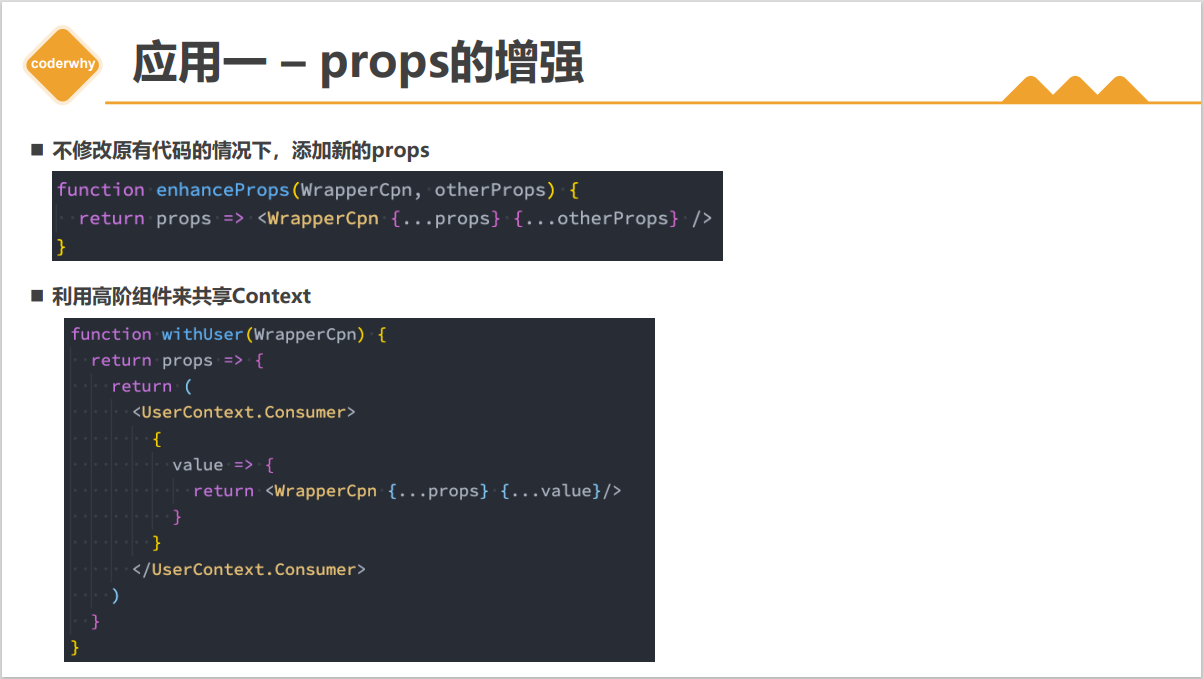 coderwhy
应用一 – props的增强
不修改原有代码的情况下，添加新的props
function enhanceProps(WrapperCpn, otherProps) {
  return props => <WrapperCpn {...props} {...otherProps} />
}
利用高阶组件来共享Context
function withUser(WrapperCpn) {
  return props => {
    return (
      <UserContext.Consumer>
        {
          value => {
            return <WrapperCpn {...props} {...value}/>
          }
        }
      </UserContext.Consumer>
    )
  }
}